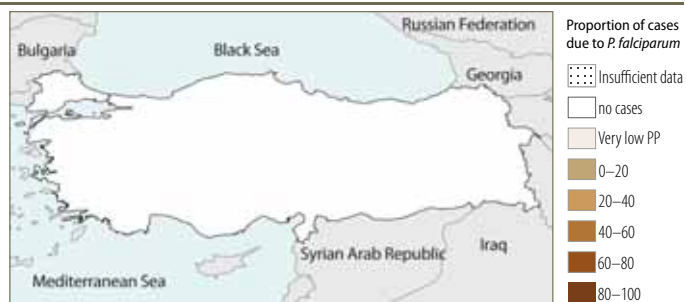 Russian Federation
Bulgaria
Black Sea
Georgia
Syrian Arab Republic
Iraq
Mediterranean Sea
Proportion of cases
due to P. falciparum
Insufficient data
no cases
Very low PP
0–20
20–40
40–60
60–80
80–100